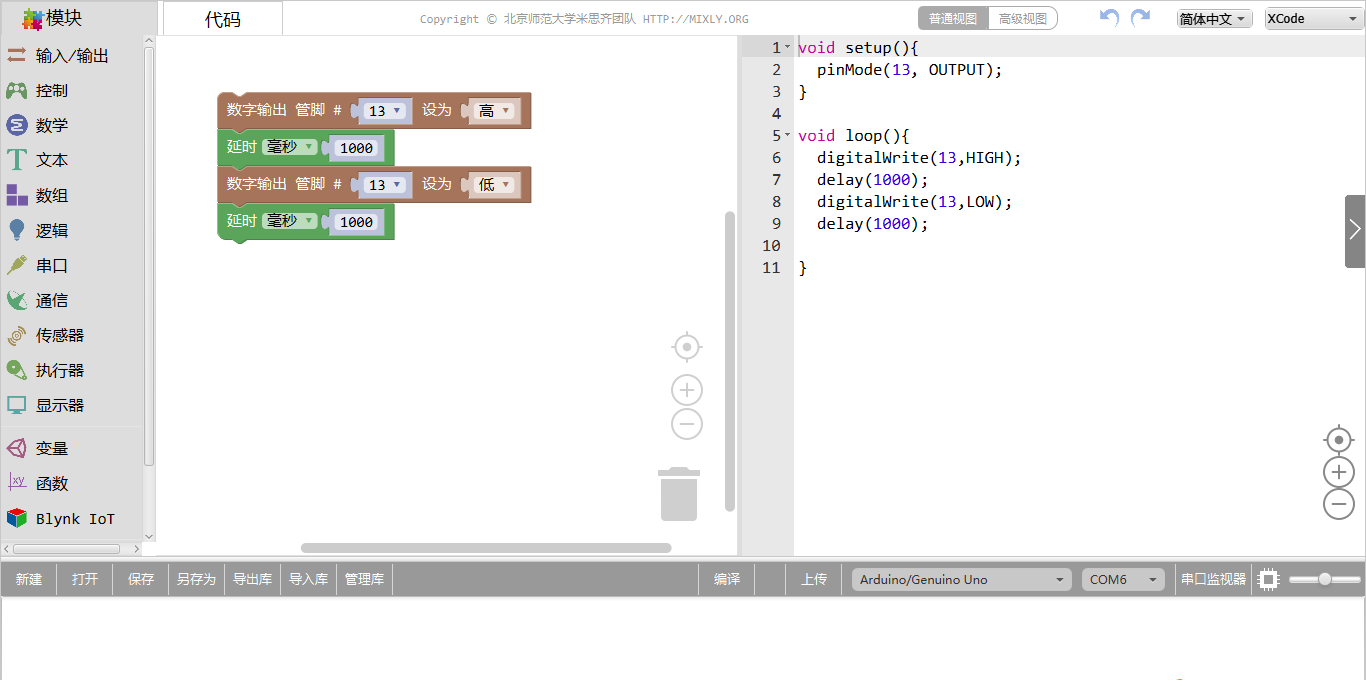 模块
代码
Copyright © 北京师范大学米思齐团队 HTTP://MIXLY.ORG
普通视图 高级视图
简体中文
XCode
输入/输出
控制
数学
文本
数组
逻辑
串口
通信
传感器
执行器
显示器
变量
函数
Blynk IoT
数字输出 管脚 # 13 设为 高
延时 毫秒 1000
数字输出 管脚 # 13 设为 低
延时 毫秒 1000
1 void setup(){
2 pinMode(13, OUTPUT);
3 }
4
5 void loop(){
6 digitalWrite(13,HIGH);
7 delay(1000);
8 digitalWrite(13,LOW);
9 delay(1000);
10
11 }
新建 打开 保存 另存为 导出库 导入库 管理库 编译 上传 Arduino/Genuino Uno COM6 串口监视器